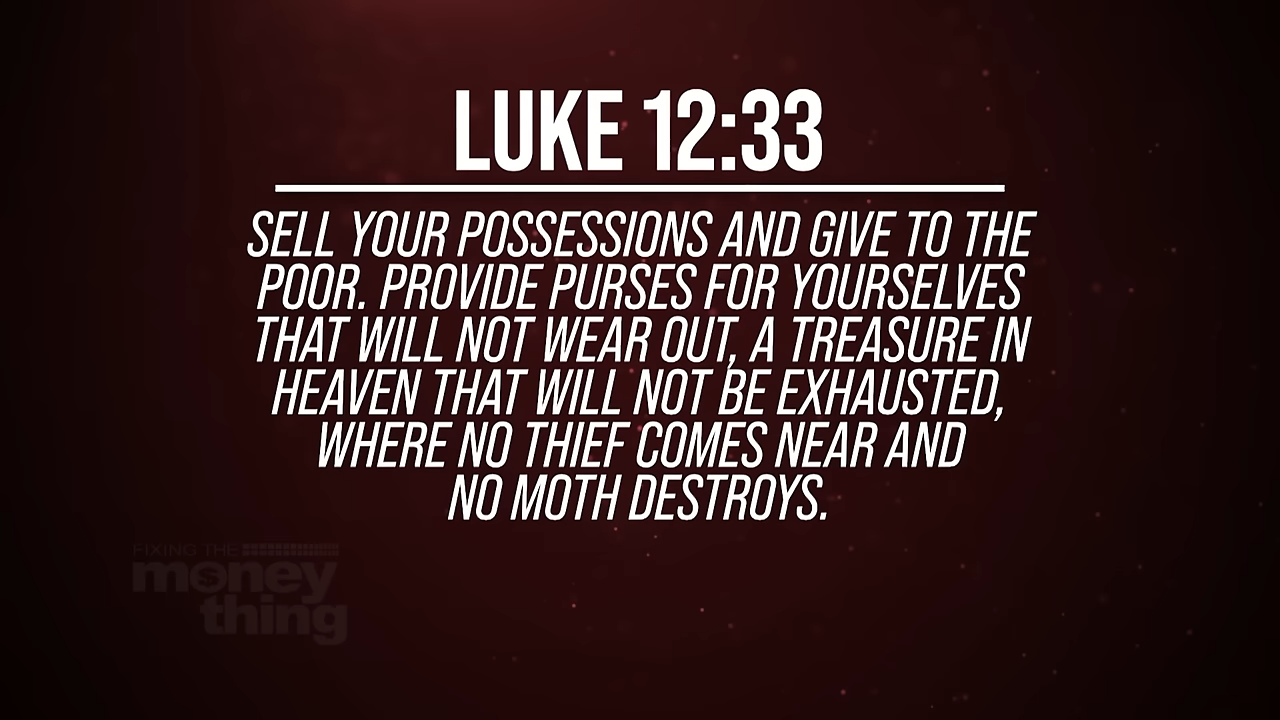 LUKE 12:33
SELL YOUR POSSESSIONS AND GIVE TO THE
POOR. PROVIDE PURSES FOR YOURSELVES
THAT WILL NOT WEAR OUT, A TREASURE IN
HEAVEN THAT WILL NOT BE EXHAUSTED,
WHERE NO THIEF COMES NEAR AND
NO MOTH DESTROYS.
FIXING THE
money
thing